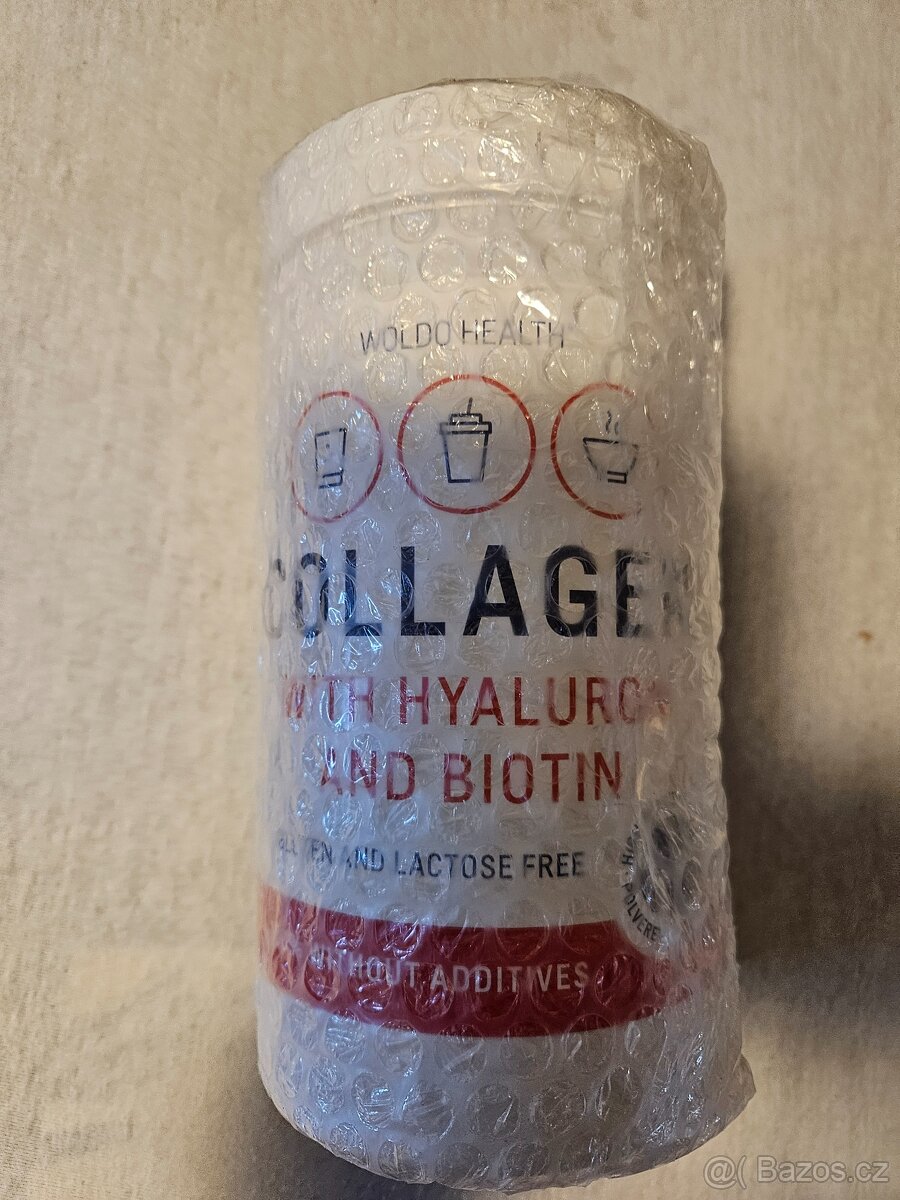 WOLDO HEALTH
COLLAGEN
WITH HYALURON
AND BIOTIN
GLUTEN AND LACTOSE FREE
WITHOUT ADDITIVES
@( Bazos.cz